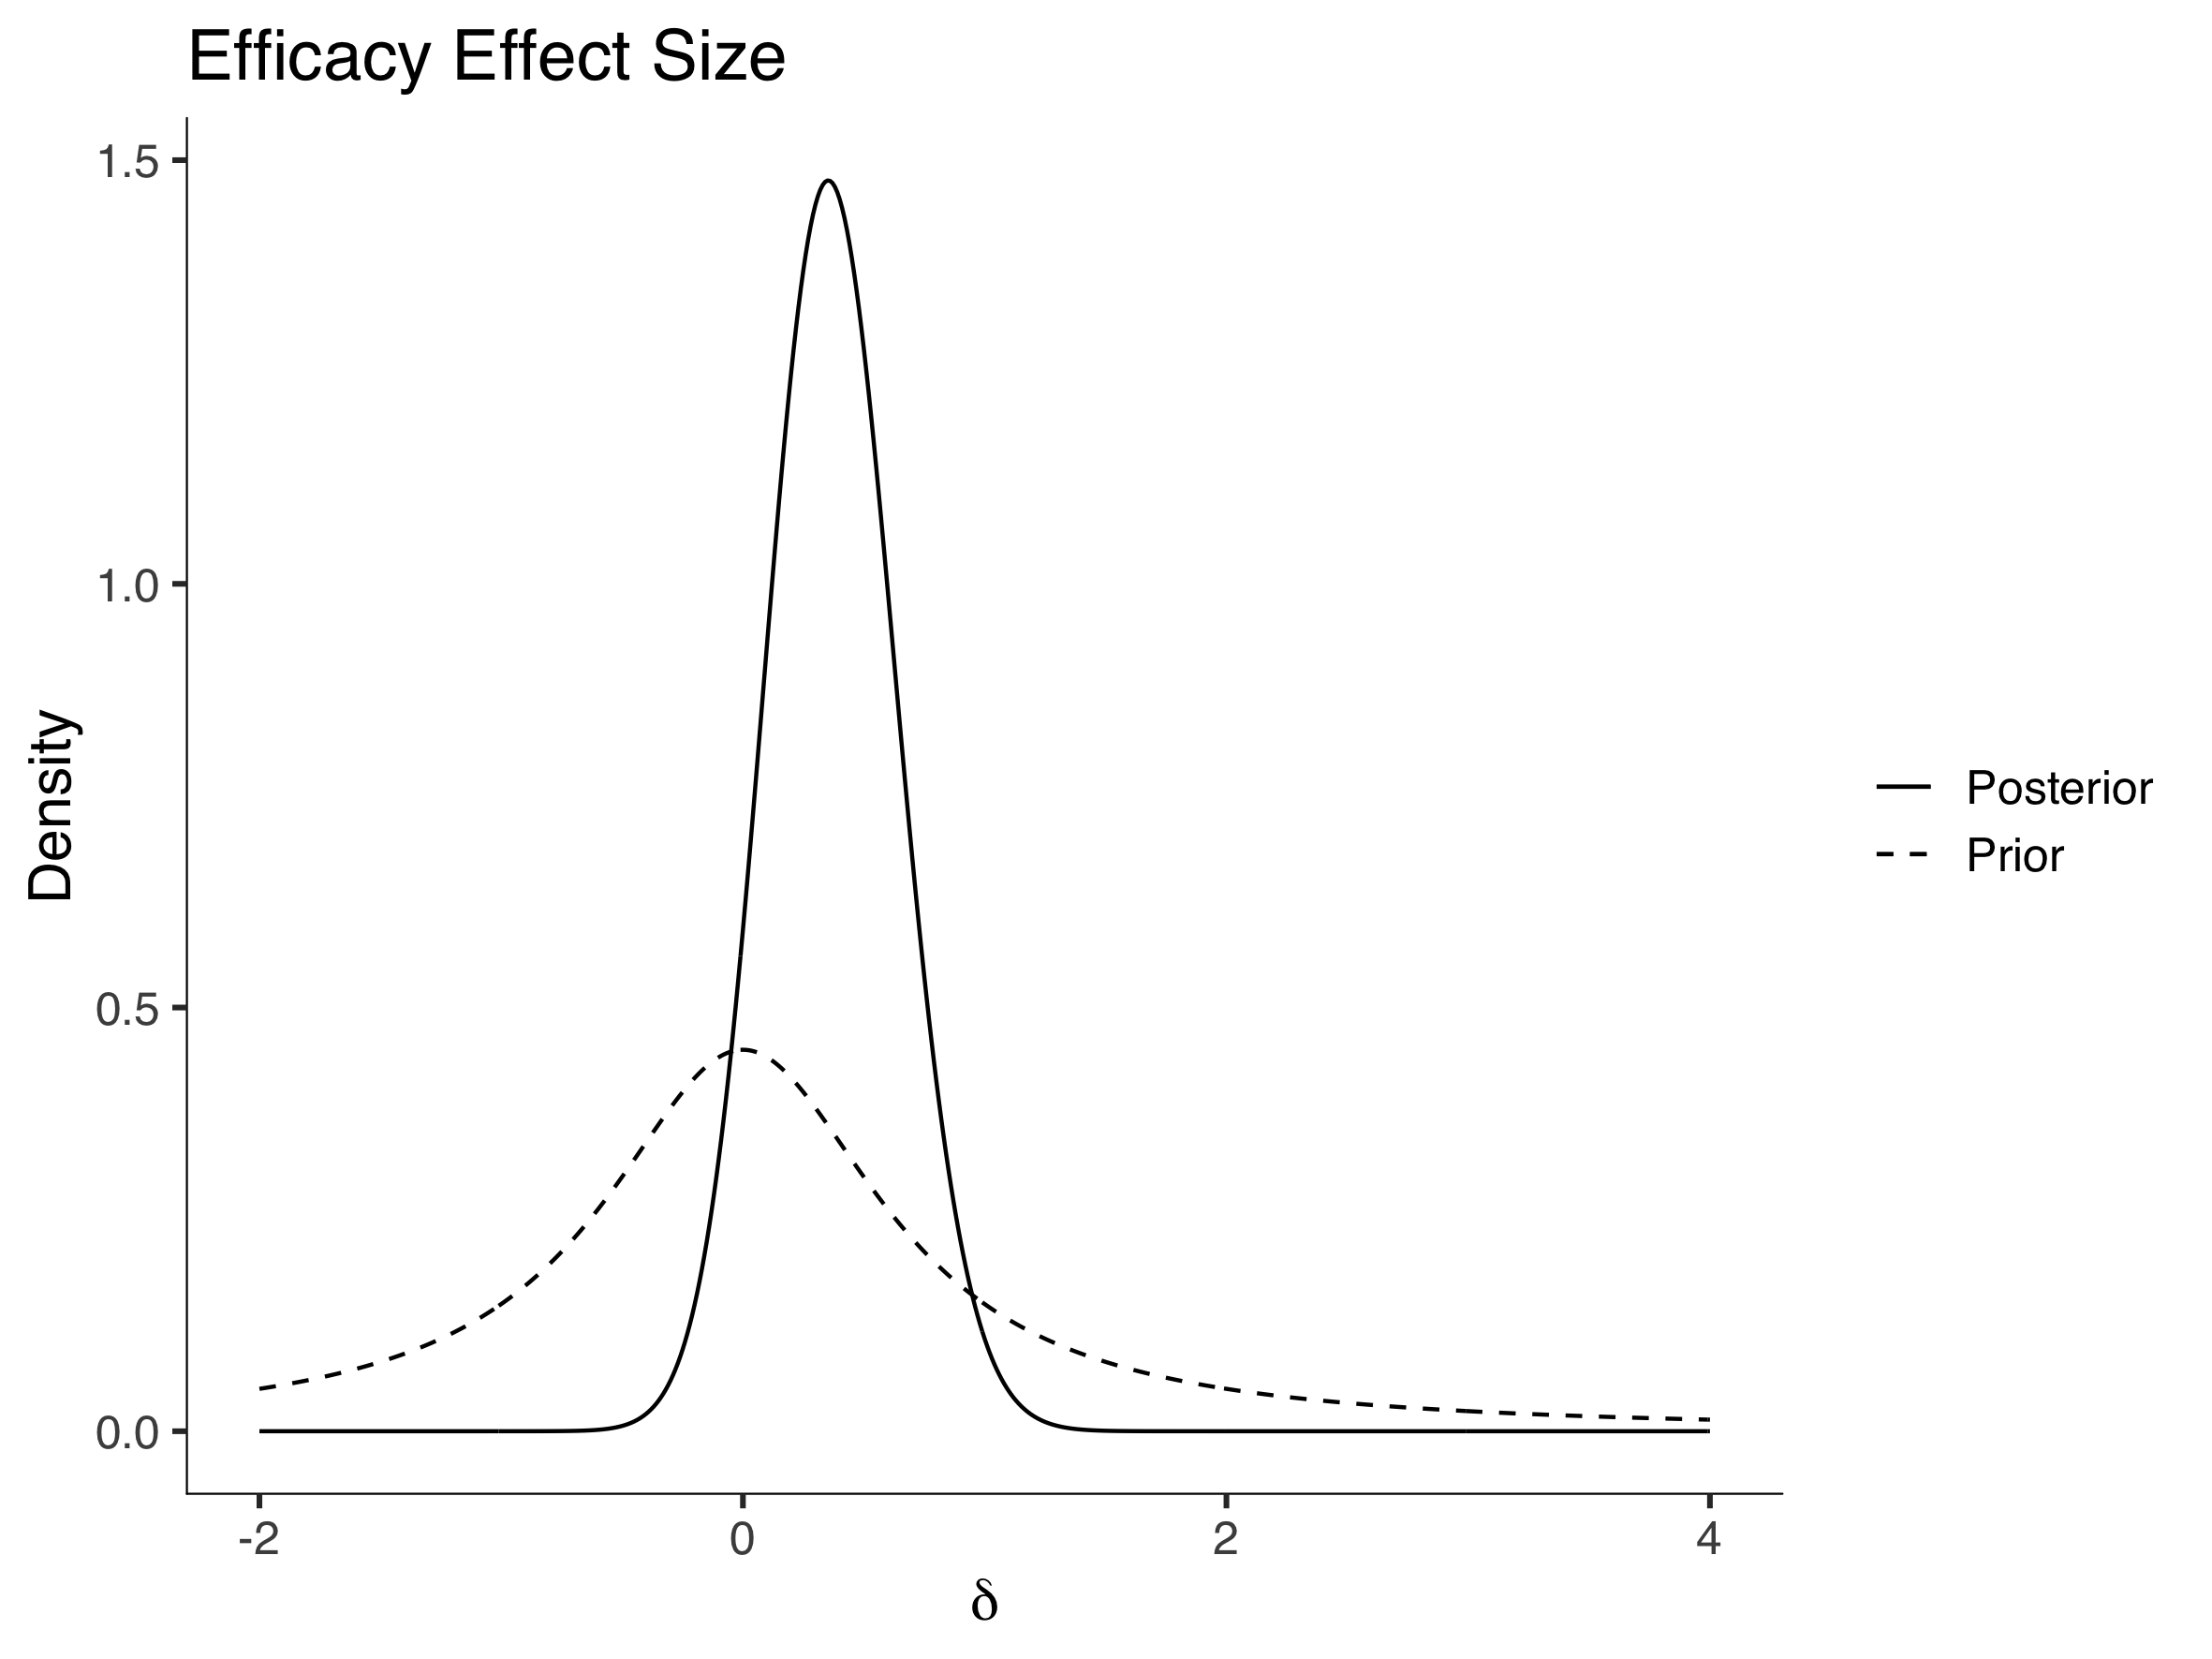 Efficacy Effect Size
1.5
1.0
0.5
0.0
Density
-2 0 2 4
δ
Posterior
Prior